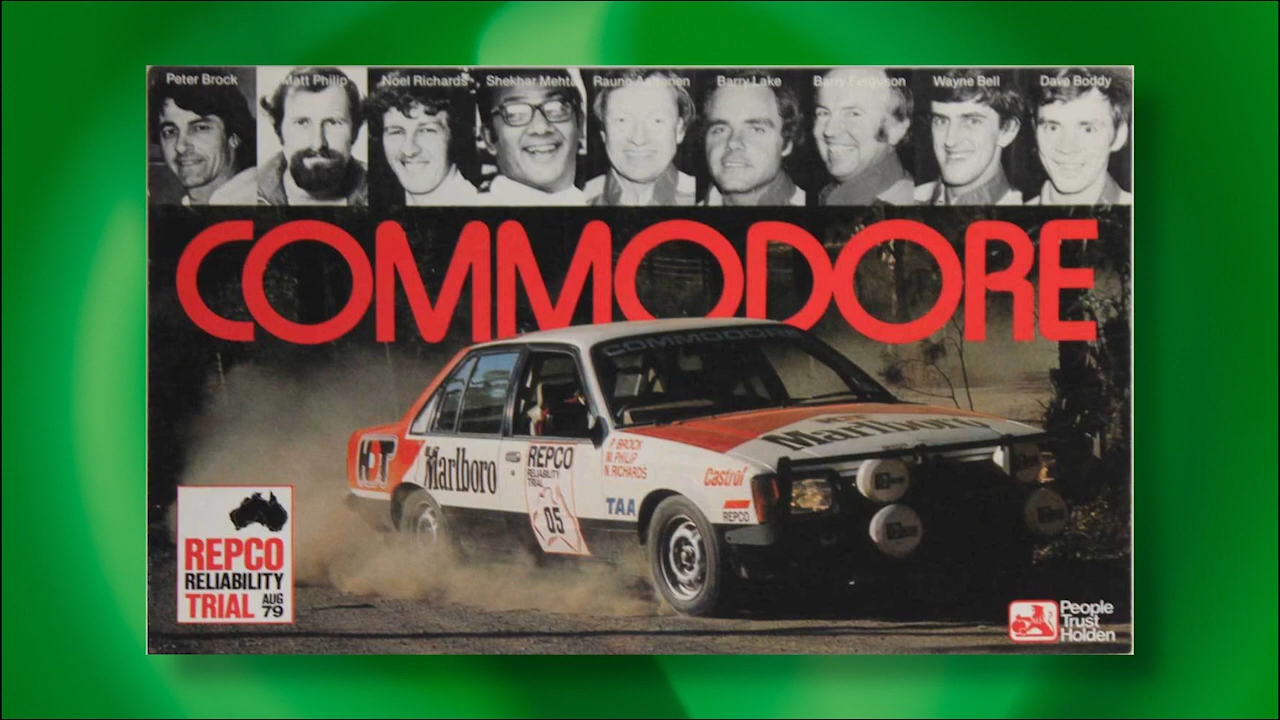 Peter Brock
Matt Philip
Noel Richards
Shekhar Mehta
Rauno Aaltonen
Barry Lake
Barry Ferguson
Wayne Bell
Dave Boddy
COMMODORE
COMMODORE
Marlboro
HDT
Marlboro
REPCO
RELIABILITY
TRIAL
05
P. BROCK
M. PHILIP
N. RICHARDS
TAA
Castrol
REPCO
REPCO
RELIABILITY
TRIAL
AUG
79
People
Trust
Holden